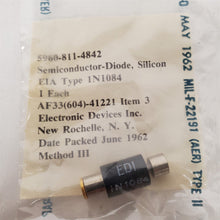 5960-811-4842
Semiconductor-Diode, Silicon
EIA Type 1N1084
1 Each
AF33(604)-41221 Item 3
Electronic Devices Inc.
New Rochelle, N. Y.
Date Packed June 1962
Method III
EDI
1N1084
MAY 1962 MIL-F-22191 (AER) TYPE II